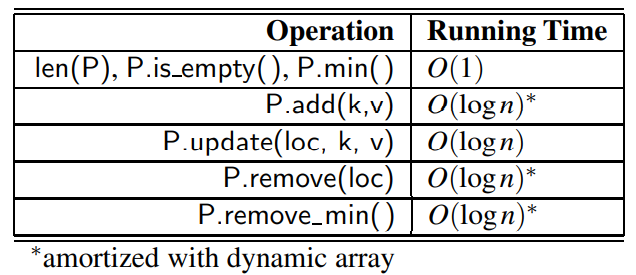 Operation Running Time
len(P), P.is_empty(), P.min() O(1)
P.add(k,v) O(log n)*
P.update(loc, k, v) O(log n)
P.remove(loc) O(log n)*
P.remove_min() O(log n)*
*amortized with dynamic array